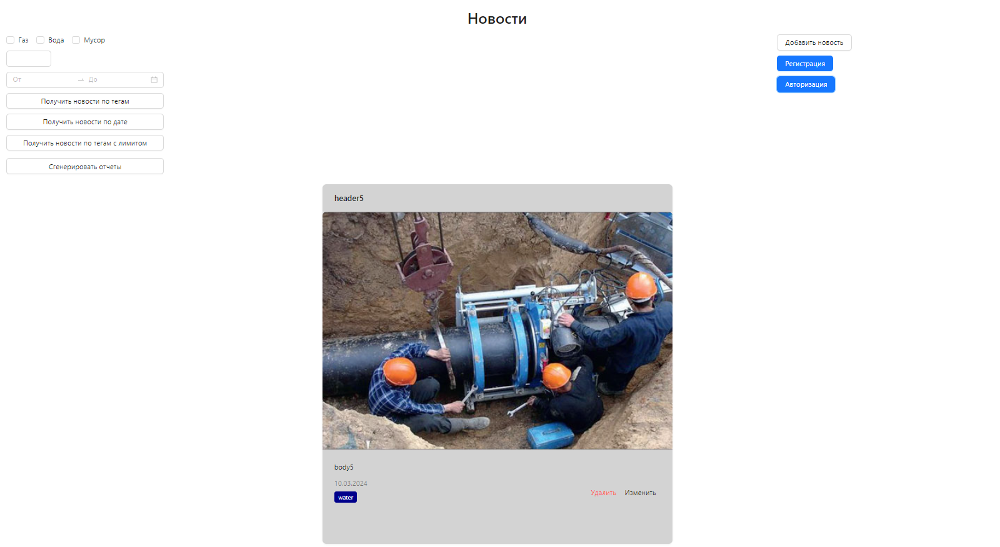 Новости
Газ Вода Мусор
От → До
Получить новости по тегам
Получить новости по дате
Получить новости по тегам с лимитом
Сгенерировать отчеты
Добавить новость
Регистрация
Авторизация
header5
body5
10.03.2024
water
Удалить Изменить